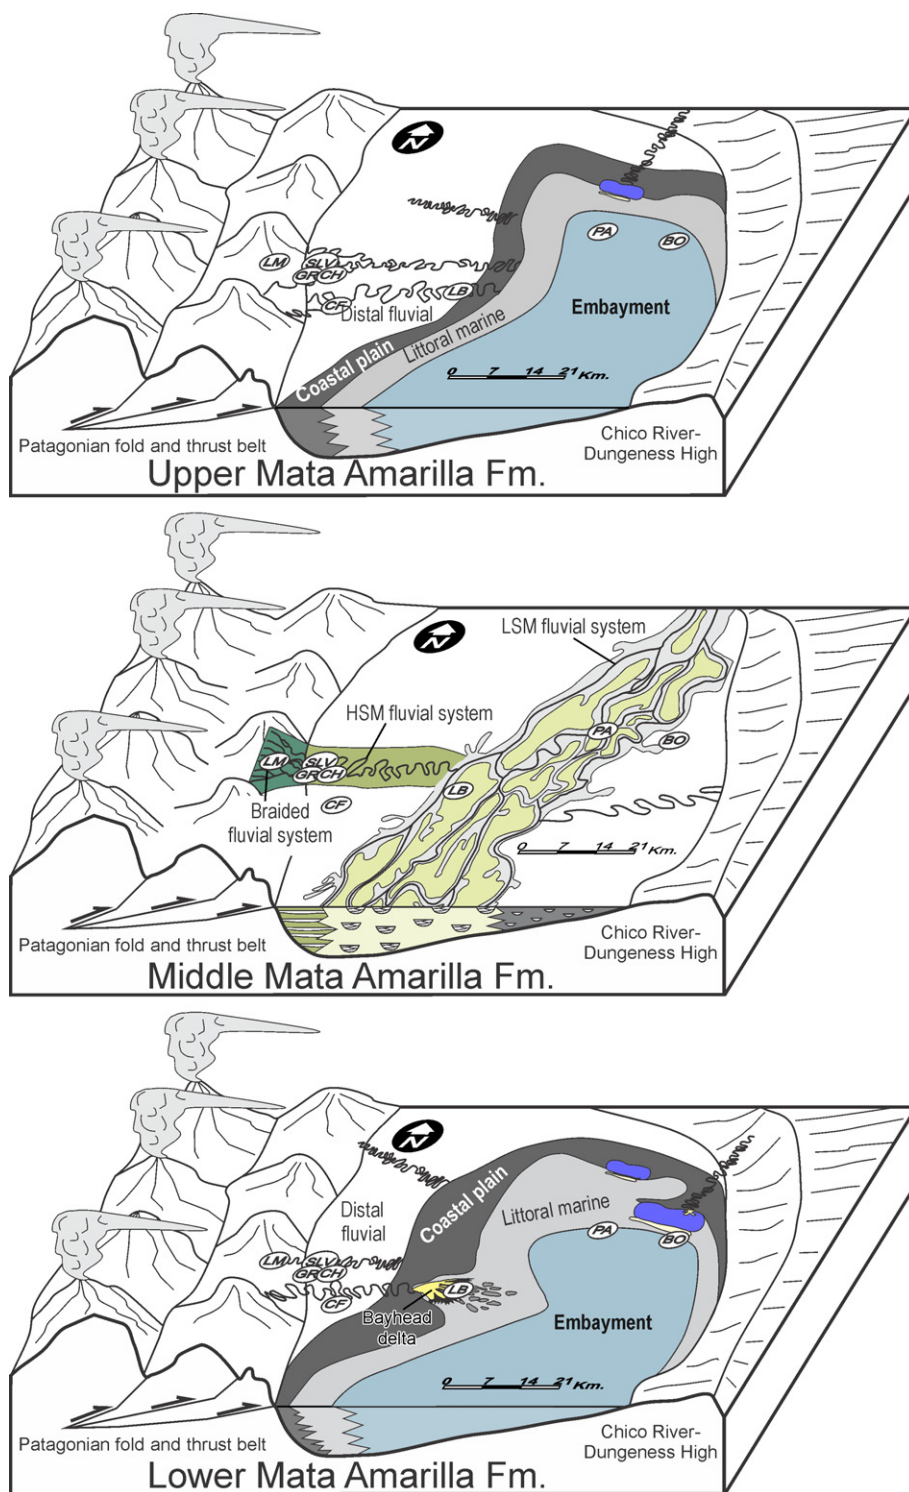 N
LM
SLV
GR
CH
CF
LB
PA
BO
Distal fluvial
Coastal plain
Littoral marine
Embayment
0 7 14 21 Km.
Patagonian fold and thrust belt
Chico River-
Dungeness High
Upper Mata Amarilla Fm.
LSM fluvial system
N
HSM fluvial system
LM
SLV
GR
CH
CF
LB
PA
BO
Braided
fluvial system
0 7 14 21 Km.
Patagonian fold and thrust belt
Chico River-
Dungeness High
Middle Mata Amarilla Fm.
N
Coastal plain
Littoral marine
Distal
fluvial
LM
SLV
GR
CH
CF
LB
PA
BO
Bayhead
delta
Embayment
0 7 14 21 Km.
Patagonian fold and thrust belt
Chico River-
Dungeness High
Lower Mata Amarilla Fm.